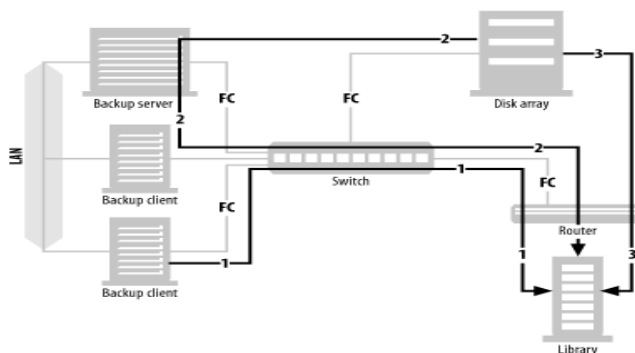 2
3
Backup server
FC
FC
Disk array
2
2
LAN
Switch
1
FC
Backup client
FC
Router
1
1
3
Backup client
Library